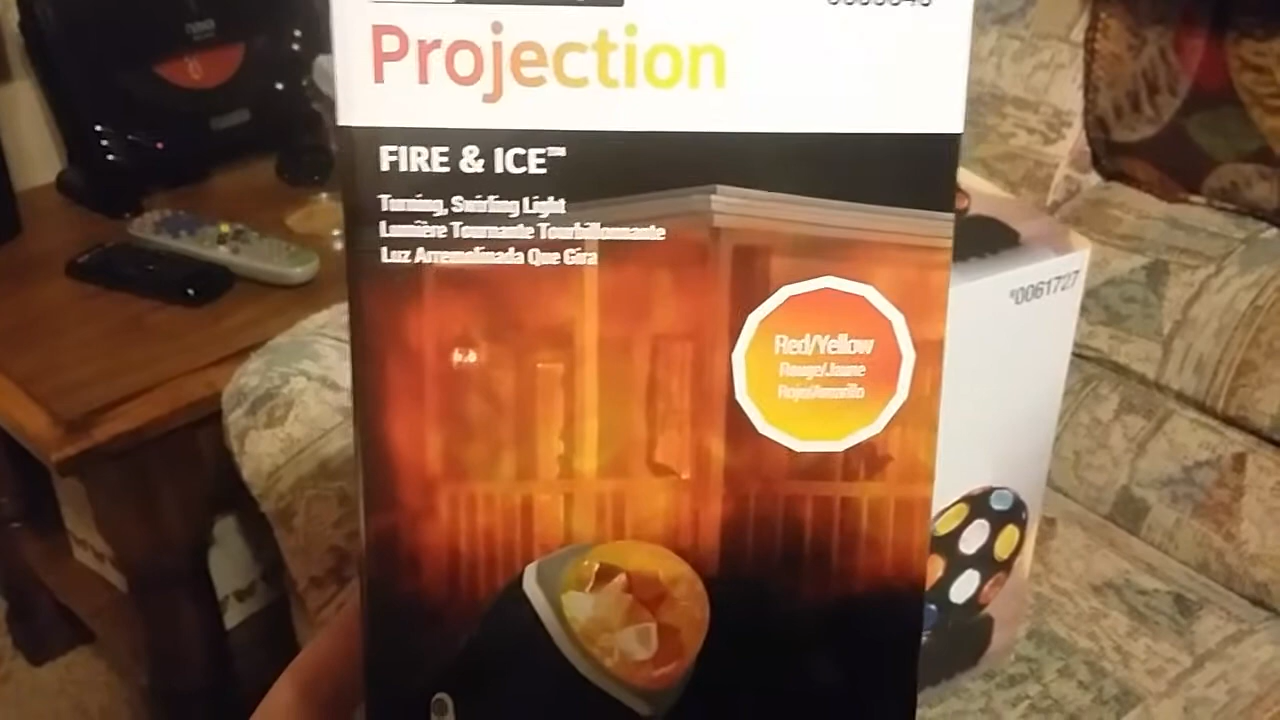 Projection
FIRE & ICE™
Turning, Swirling Light
Lumière Tournante Tourbillonnante
Luz Arremolinada Que Gira
Red/Yellow
Rouge/Jaune
Rojo/Amarillo
#0061727